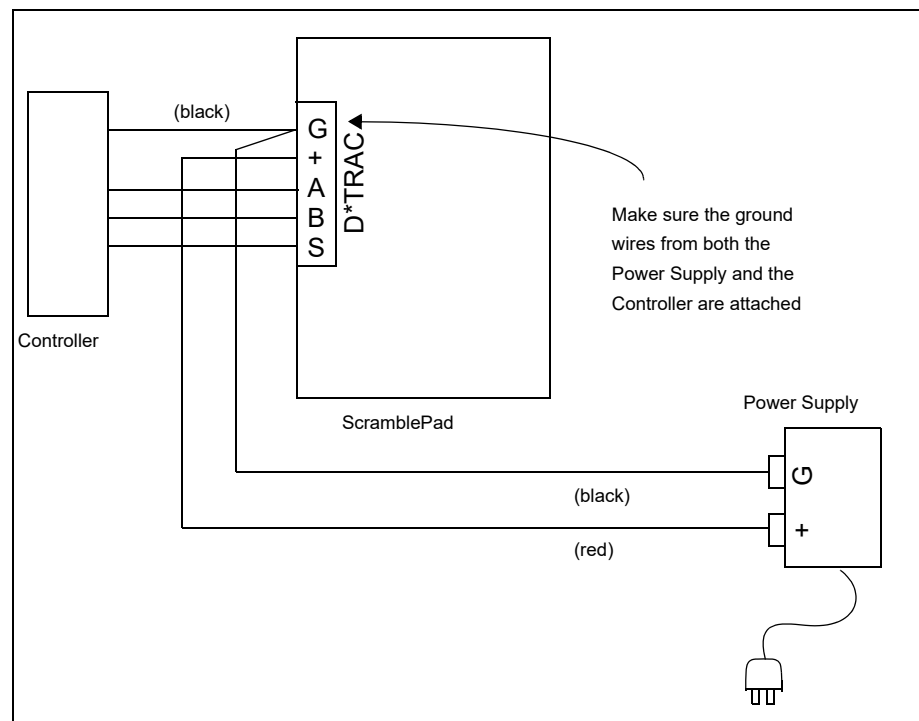 (black)
G
+
A
B
S
D*TRAC
Make sure the ground
wires from both the
Power Supply and the
Controller are attached
Controller
ScramblePad
Power Supply
G
(black)
+
(red)